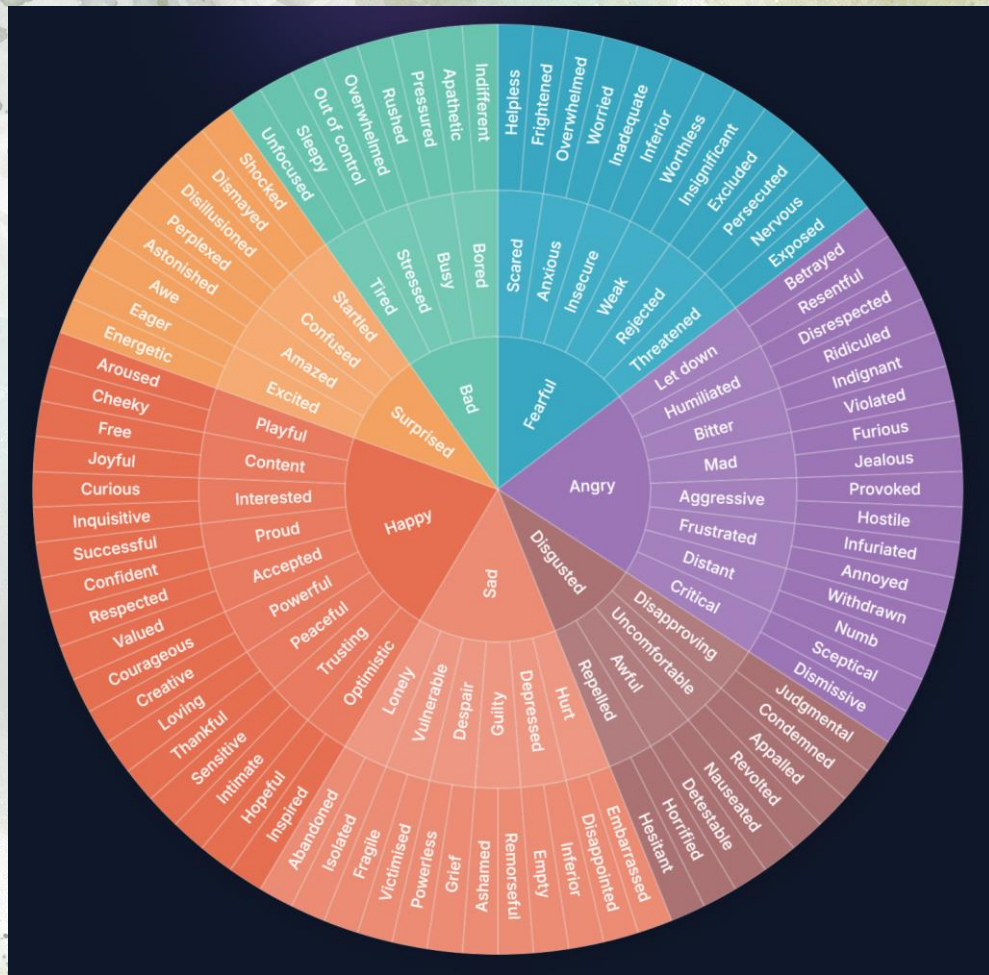 Fearful
Angry
Disgusted
Sad
Happy
Surprised
Bad
Scared
Anxious
Insecure
Weak
Rejected
Threatened
Let down
Humiliated
Bitter
Mad
Aggressive
Frustrated
Distant
Critical
Disapproving
Uncomfortable
Awful
Repelled
Hurt
Depressed
Guilty
Despair
Vulnerable
Lonely
Optimistic
Trusting
Peaceful
Powerful
Accepted
Proud
Interested
Content
Playful
Excited
Amazed
Confused
Startled
Tired
Stressed
Busy
Bored
Helpless
Frightened
Overwhelmed
Worried
Inadequate
Inferior
Worthless
Insignificant
Excluded
Persecuted
Nervous
Exposed
Betrayed
Resentful
Disrespected
Ridiculed
Indignant
Violated
Furious
Jealous
Provoked
Hostile
Infuriated
Annoyed
Withdrawn
Numb
Sceptical
Dismissive
Judgmental
Condemned
Appalled
Revolted
Nauseated
Detestable
Horrified
Hesitant
Embarrassed
Disappointed
Inferior
Empty
Remorseful
Ashamed
Grief
Powerless
Victimised
Fragile
Isolated
Abandoned
Inspired
Hopeful
Intimate
Sensitive
Thankful
Loving
Creative
Courageous
Valued
Respected
Confident
Successful
Inquisitive
Curious
Joyful
Free
Cheeky
Aroused
Energetic
Eager
Awe
Astonished
Perplexed
Disillusioned
Dismayed
Shocked
Unfocused
Sleepy
Out of control
Overwhelmed
Rushed
Pressured
Apathetic
Indifferent